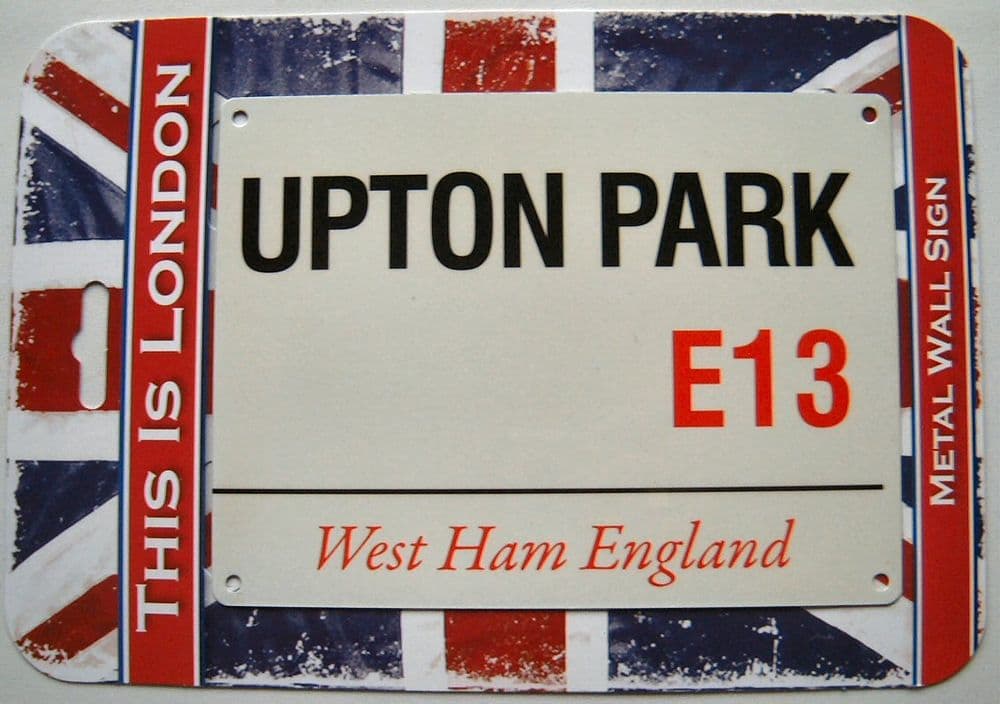 THIS IS LONDON
UPTON PARK
E13
West Ham England
METAL WALL SIGN